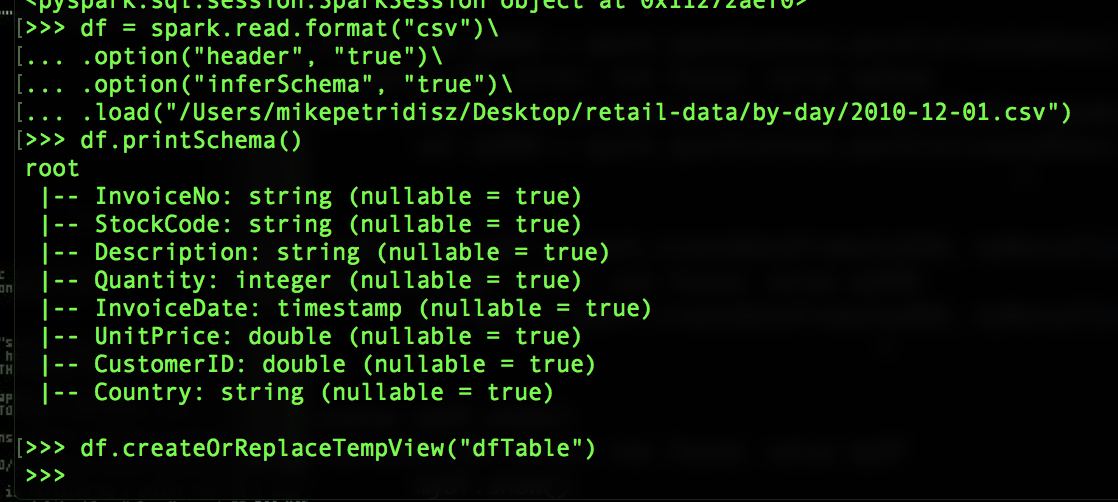 <pyspark.sql.session.SparkSession object at 0x11272aef0>
[>>> df = spark.read.format("csv")\
[... .option("header", "true")\
[... .option("inferSchema", "true")\
[... .load("/Users/mikepetridisz/Desktop/retail-data/by-day/2010-12-01.csv")
[>>> df.printSchema()
root
 |-- InvoiceNo: string (nullable = true)
 |-- StockCode: string (nullable = true)
 |-- Description: string (nullable = true)
 |-- Quantity: integer (nullable = true)
 |-- InvoiceDate: timestamp (nullable = true)
 |-- UnitPrice: double (nullable = true)
 |-- CustomerID: double (nullable = true)
 |-- Country: string (nullable = true)
[>>> df.createOrReplaceTempView("dfTable")
>>>